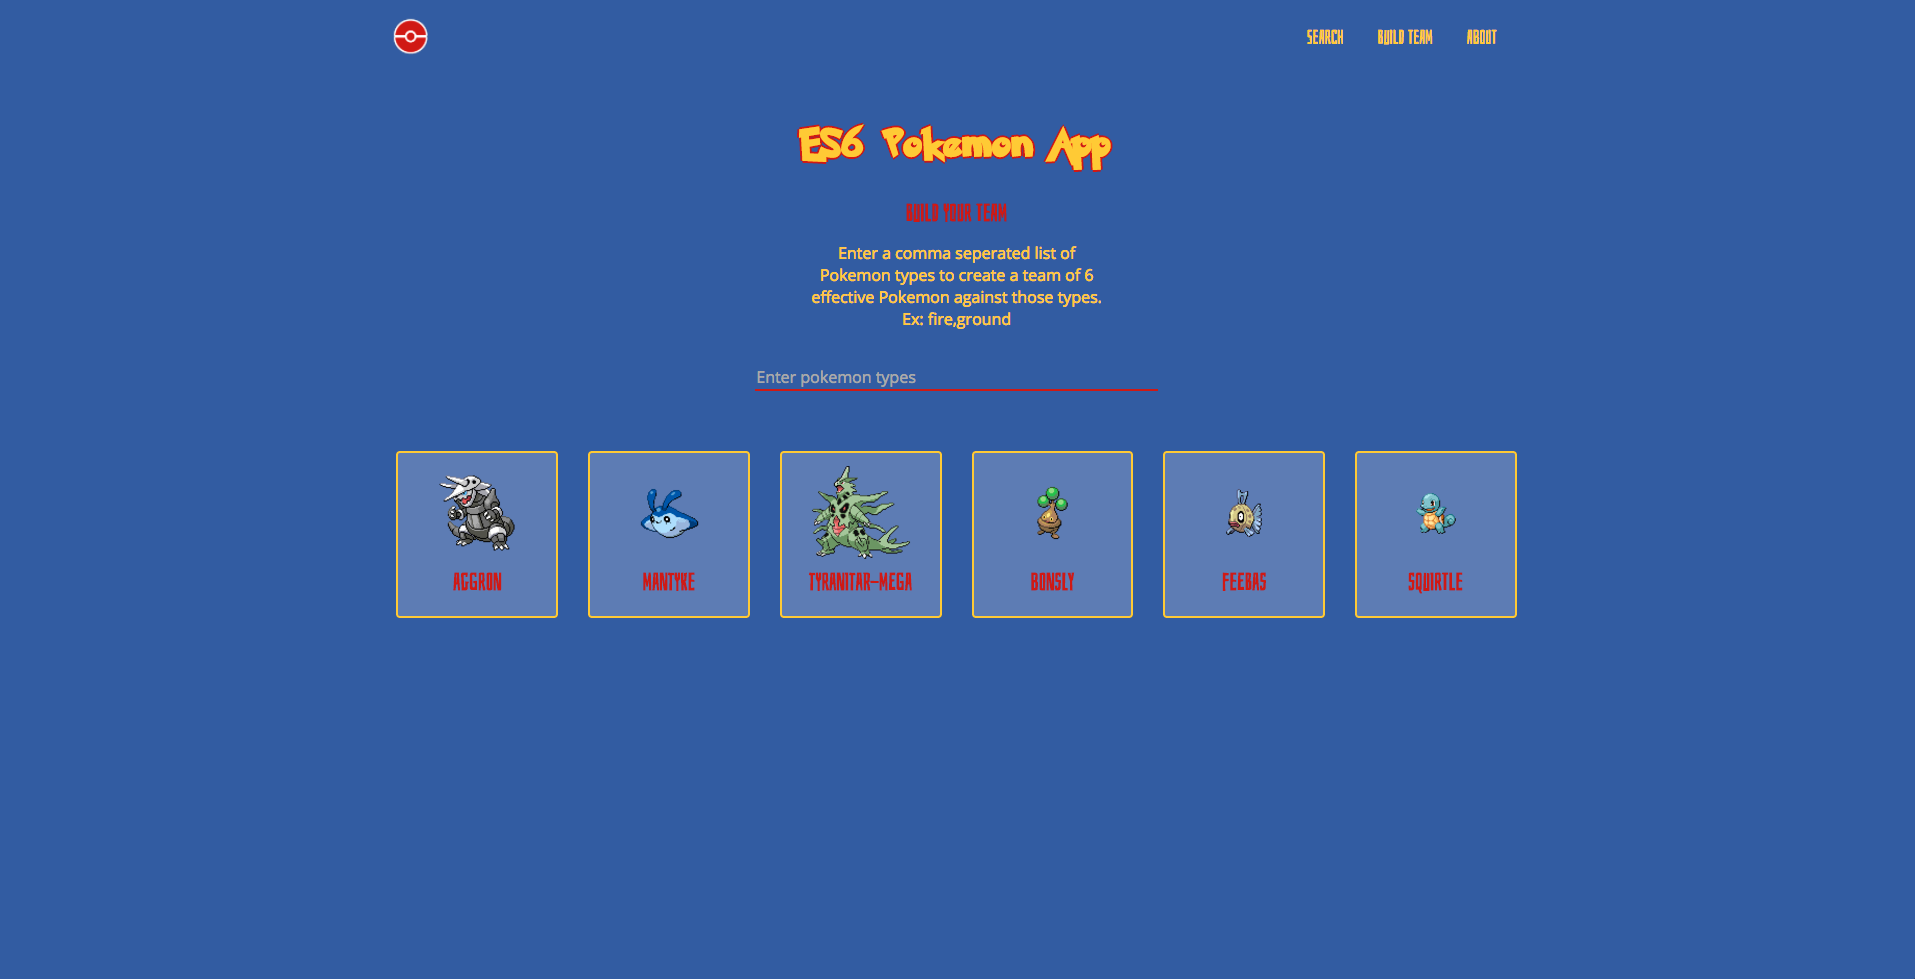 SEARCH BUILD TEAM ABOUT
ES6 Pokemon App
BUILD YOUR TEAM
Enter a comma seperated list of
Pokemon types to create a team of 6
effective Pokemon against those types.
Ex: fire,ground
Enter pokemon types
AGGRON MANTYKE TYRANITAR-MEGA BONSLY FEEBAS SQUIRTLE